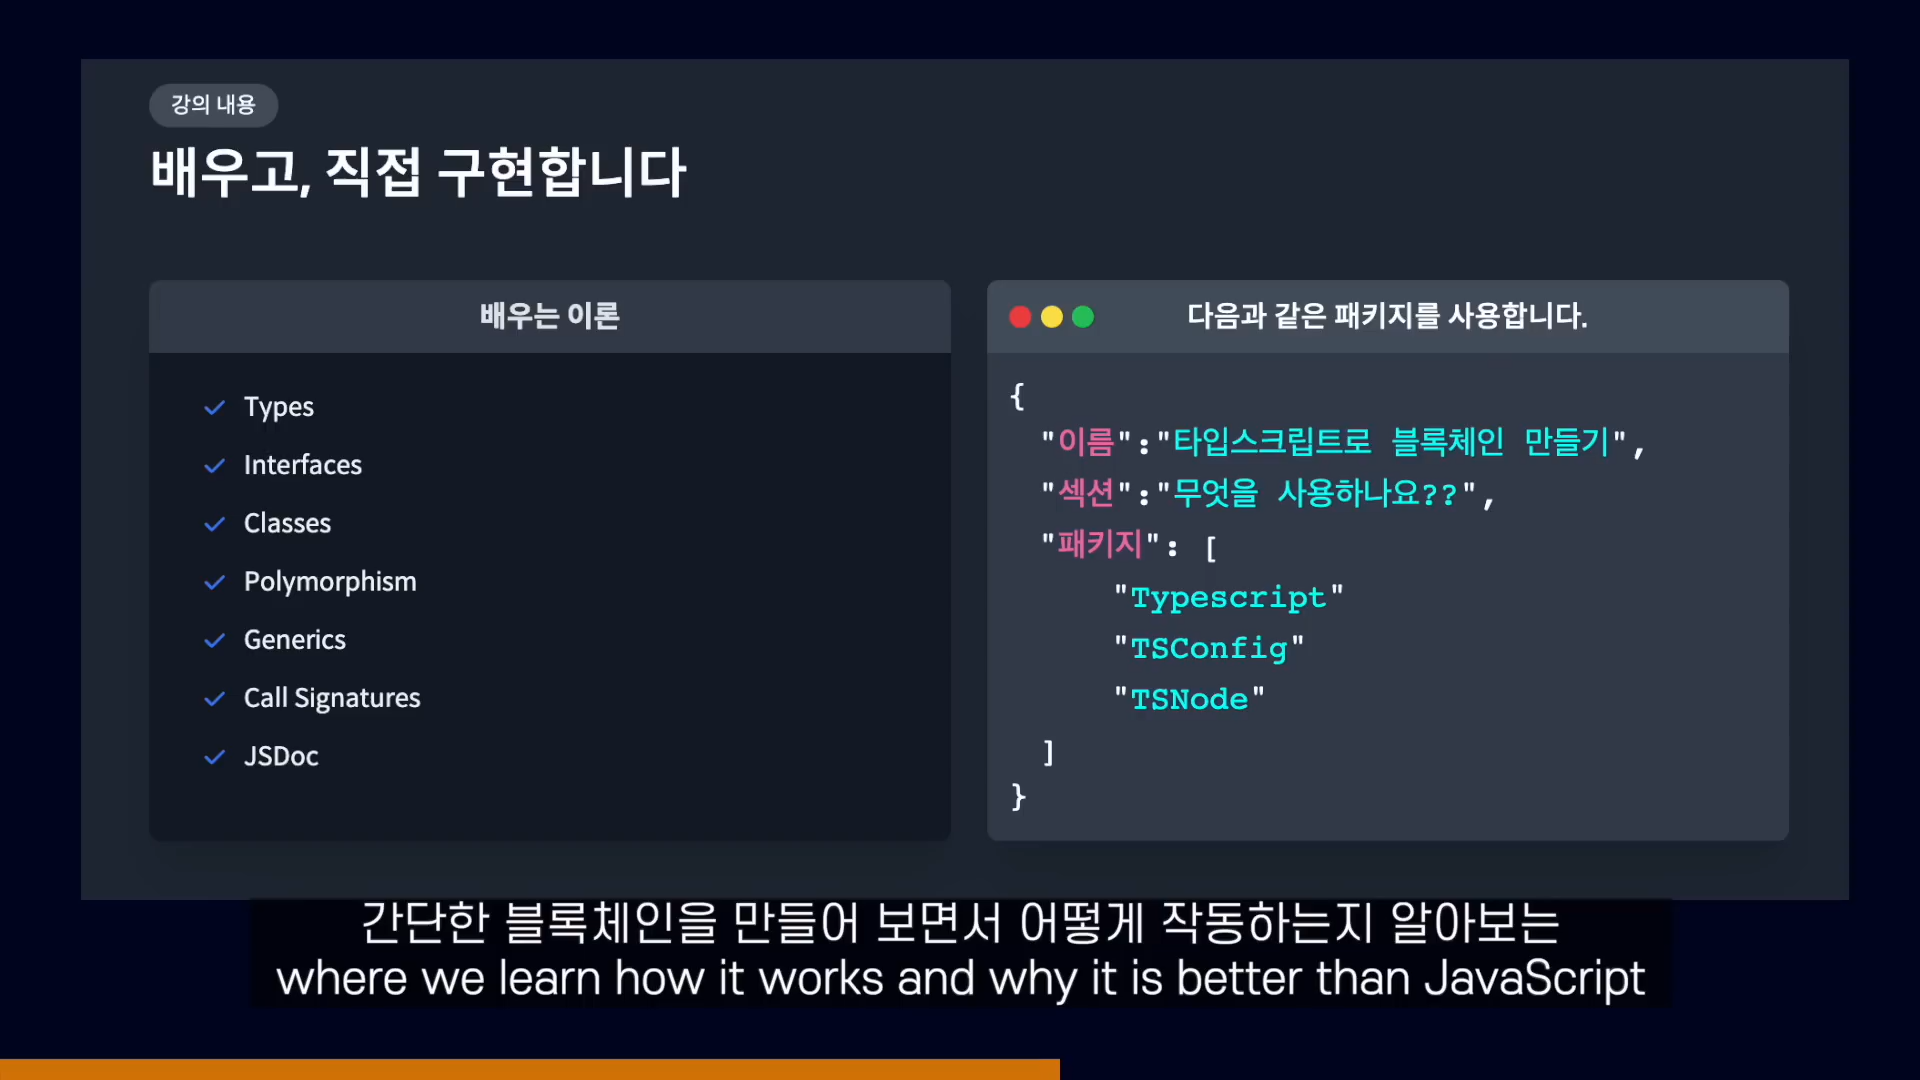 강의 내용
배우고, 직접 구현합니다
배우는 이론
Types
Interfaces
Classes
Polymorphism
Generics
Call Signatures
JSDoc
다음과 같은 패키지를 사용합니다.
{
"이름":"타입스크립트로 블록체인 만들기",
"섹션":"무엇을 사용하나요??",
"패키지": [
"Typescript"
"TSConfig"
"TSNode"
]
}
간단한 블록체인을 만들어 보면서 어떻게 작동하는지 알아보는
where we learn how it works and why it is better than JavaScript